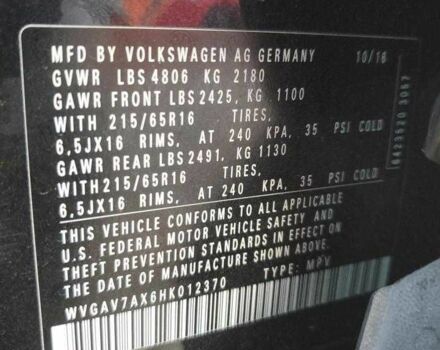 MFD BY VOLKSWAGEN AG GERMANY 10/16
GVWR LBS 4806 KG 2180
GAWR FRONT LBS 2425, KG 1100
WITH 215/65R16 TIRES,
6,5JX16 RIMS, AT 240 KPA, 35 PSI COLD
GAWR REAR LBS 2491, KG 1130
WITH 215/65R16 TIRES,
6,5JX16 RIMS, AT 240 KPA, 35 PSI COLD
THIS VEHICLE CONFORMS TO ALL APPLICABLE
U.S. FEDERAL MOTOR VEHICLE SAFETY AND
THEFT PREVENTION STANDARDS IN EFFECT ON
THE DATE OF MANUFACTURE SHOWN ABOVE.
WVGAV7AX6HK012370 TYPE: MPV
8423520 3057